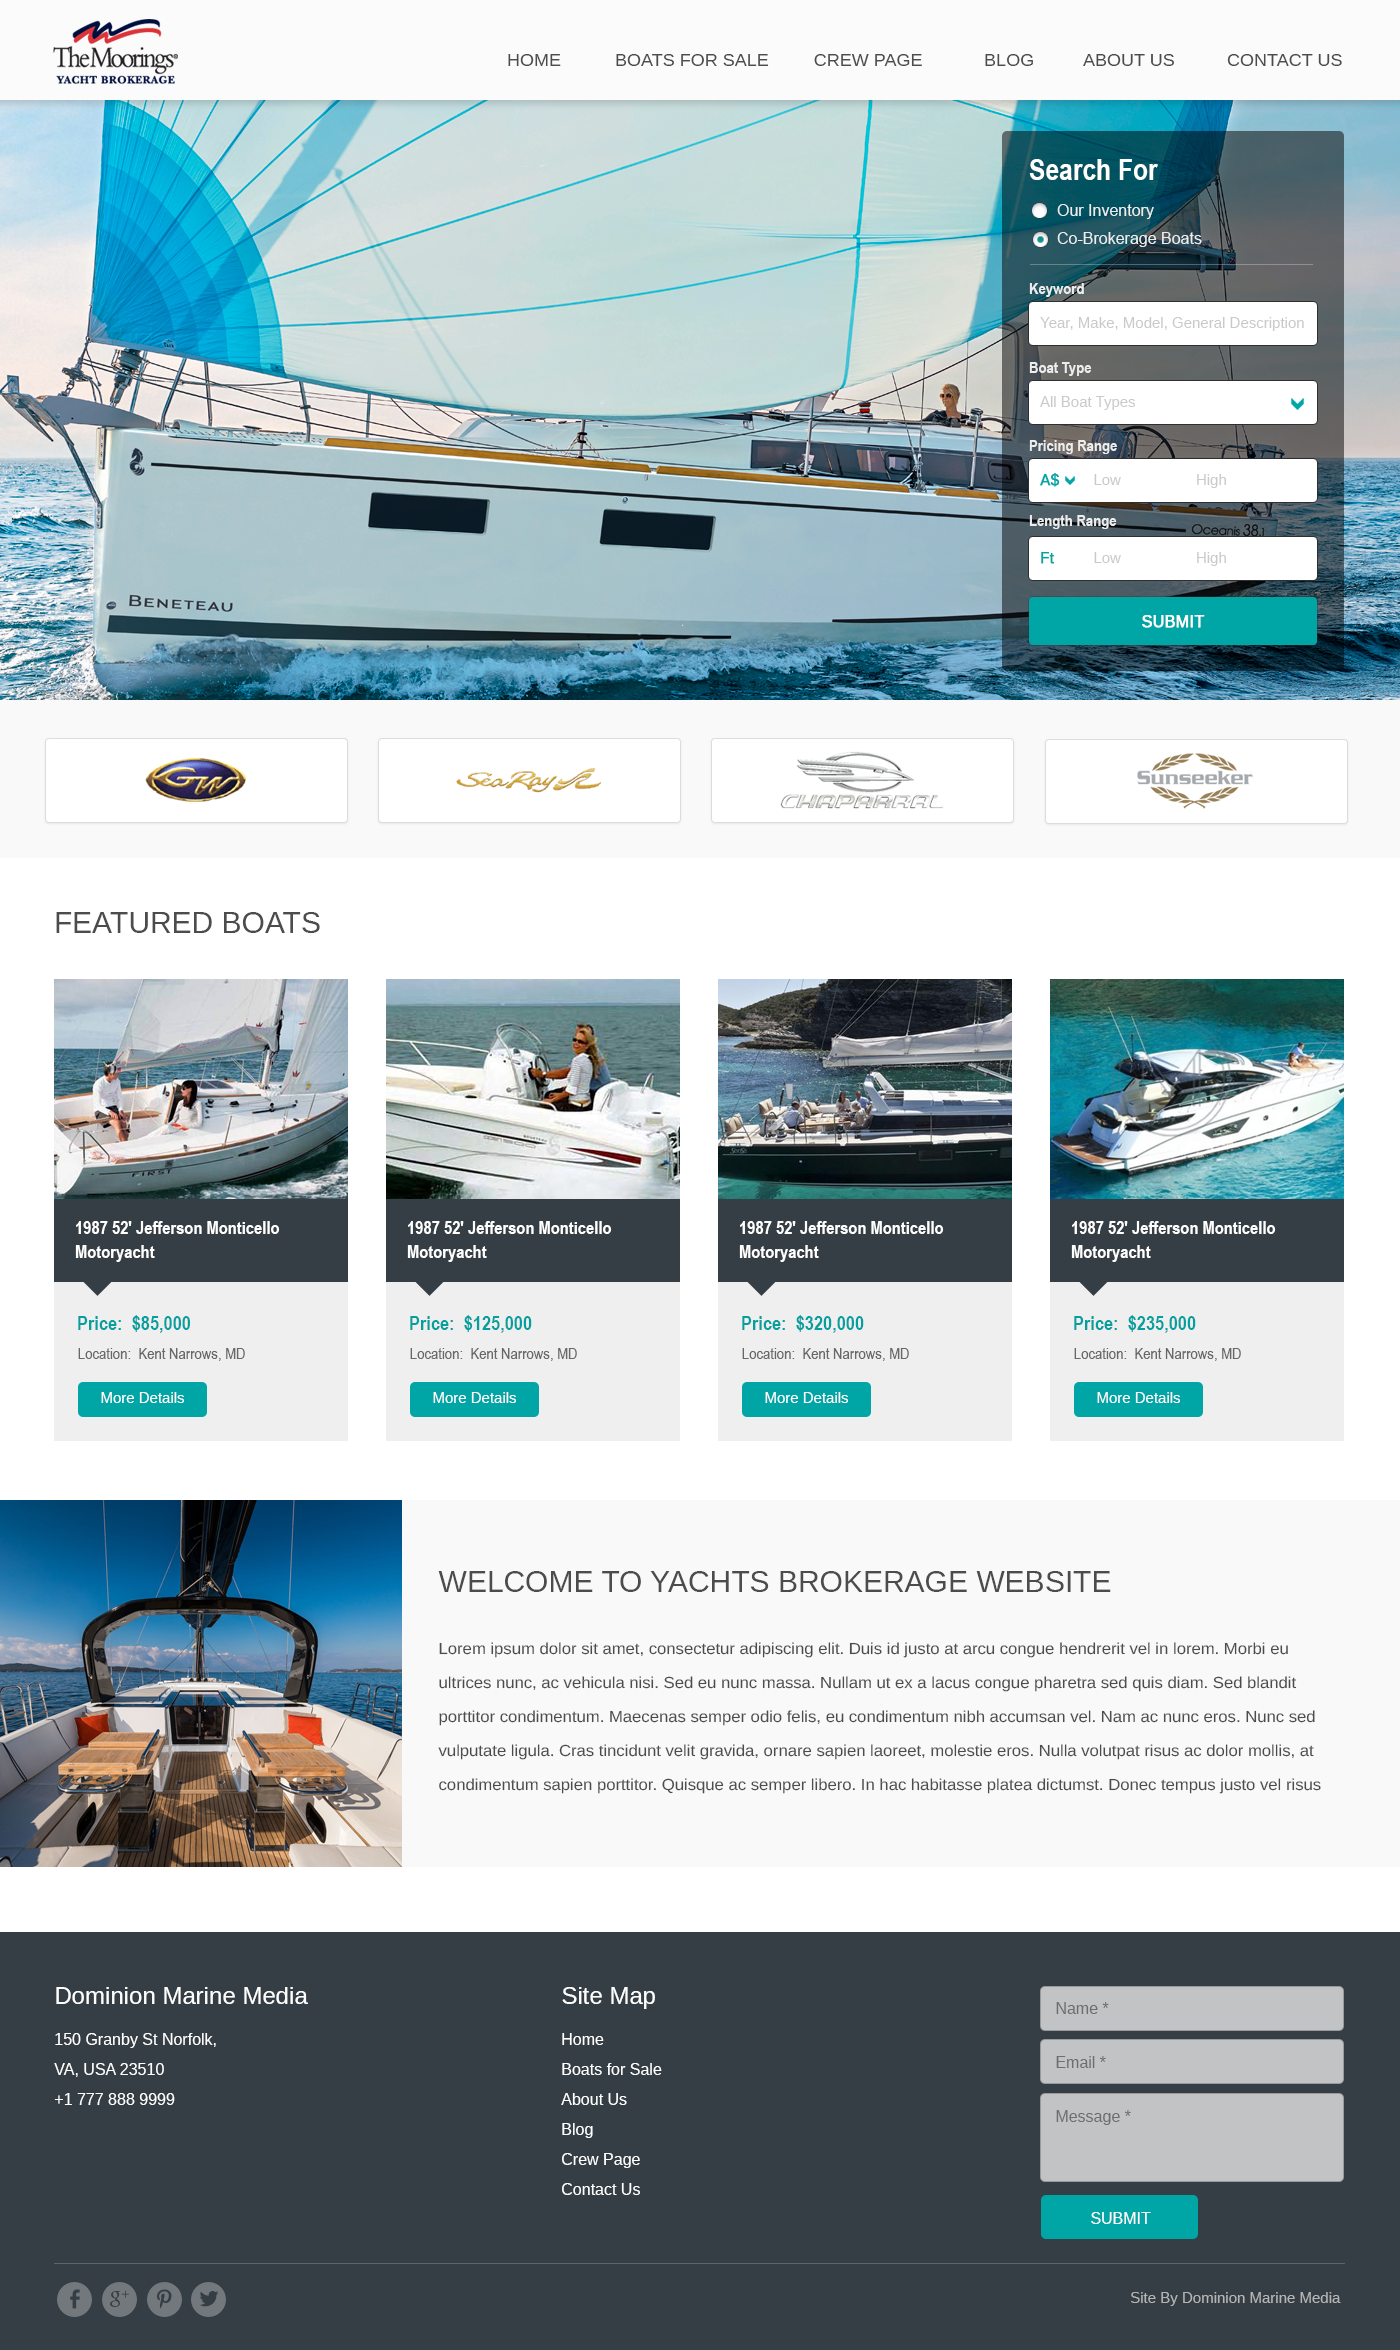 The Moorings®
YACHT BROKERAGE
HOME
BOATS FOR SALE
CREW PAGE
BLOG
ABOUT US
CONTACT US
Search For
Our Inventory
Co-Brokerage Boats
Keyword
Year, Make, Model, General Description
Boat Type
All Boat Types
Pricing Range
A$ Low High
Length Range
Oceanis 38.1
Ft Low High
SUBMIT
BENETEAU
GW
Sea Ray
CHAPARRAL
Sunseeker
FEATURED BOATS
FIRST
1987 52' Jefferson Monticello
Motoryacht
Price: $85,000
Location: Kent Narrows, MD
More Details
1987 52' Jefferson Monticello
Motoryacht
Price: $125,000
Location: Kent Narrows, MD
More Details
1987 52' Jefferson Monticello
Motoryacht
Price: $320,000
Location: Kent Narrows, MD
More Details
1987 52' Jefferson Monticello
Motoryacht
Price: $235,000
Location: Kent Narrows, MD
More Details
WELCOME TO YACHTS BROKERAGE WEBSITE
Lorem ipsum dolor sit amet, consectetur adipiscing elit. Duis id justo at arcu congue hendrerit vel in lorem. Morbi eu
ultrices nunc, ac vehicula nisi. Sed eu nunc massa. Nullam ut ex a lacus congue pharetra sed quis diam. Sed blandit
porttitor condimentum. Maecenas semper odio felis, eu condimentum nibh accumsan vel. Nam ac nunc eros. Nunc sed
vulputate ligula. Cras tincidunt velit gravida, ornare sapien laoreet, molestie eros. Nulla volutpat risus ac dolor mollis, at
condimentum sapien porttitor. Quisque ac semper libero. In hac habitasse platea dictumst. Donec tempus justo vel risus
Dominion Marine Media
150 Granby St Norfolk,
VA, USA 23510
+1 777 888 9999
Site Map
Home
Boats for Sale
About Us
Blog
Crew Page
Contact Us
Name *
Email *
Message *
SUBMIT
Site By Dominion Marine Media